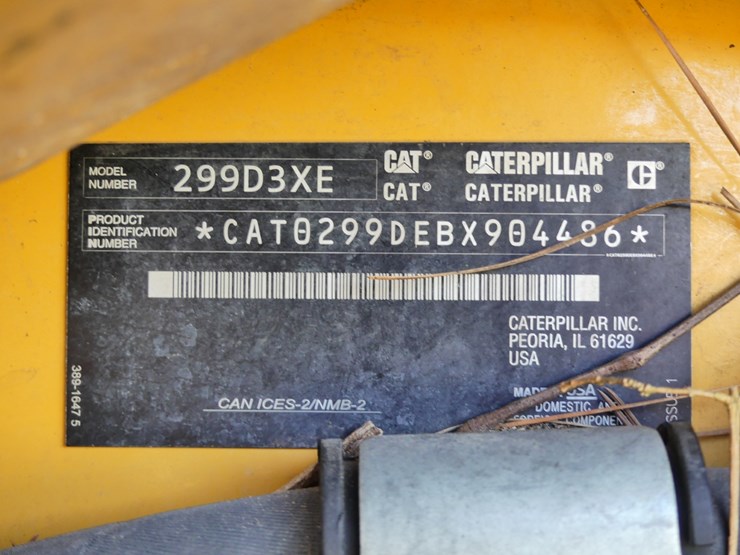 MODEL NUMBER 299D3XE
CAT® CATERPILLAR® C®
CAT® CATERPILLAR®
PRODUCT IDENTIFICATION NUMBER *CAT0299DEBX904486*
CATERPILLAR INC.
PEORIA, IL 61629
USA
CAN ICES-2/NMB-2
389-1647 5
DOMESTIC